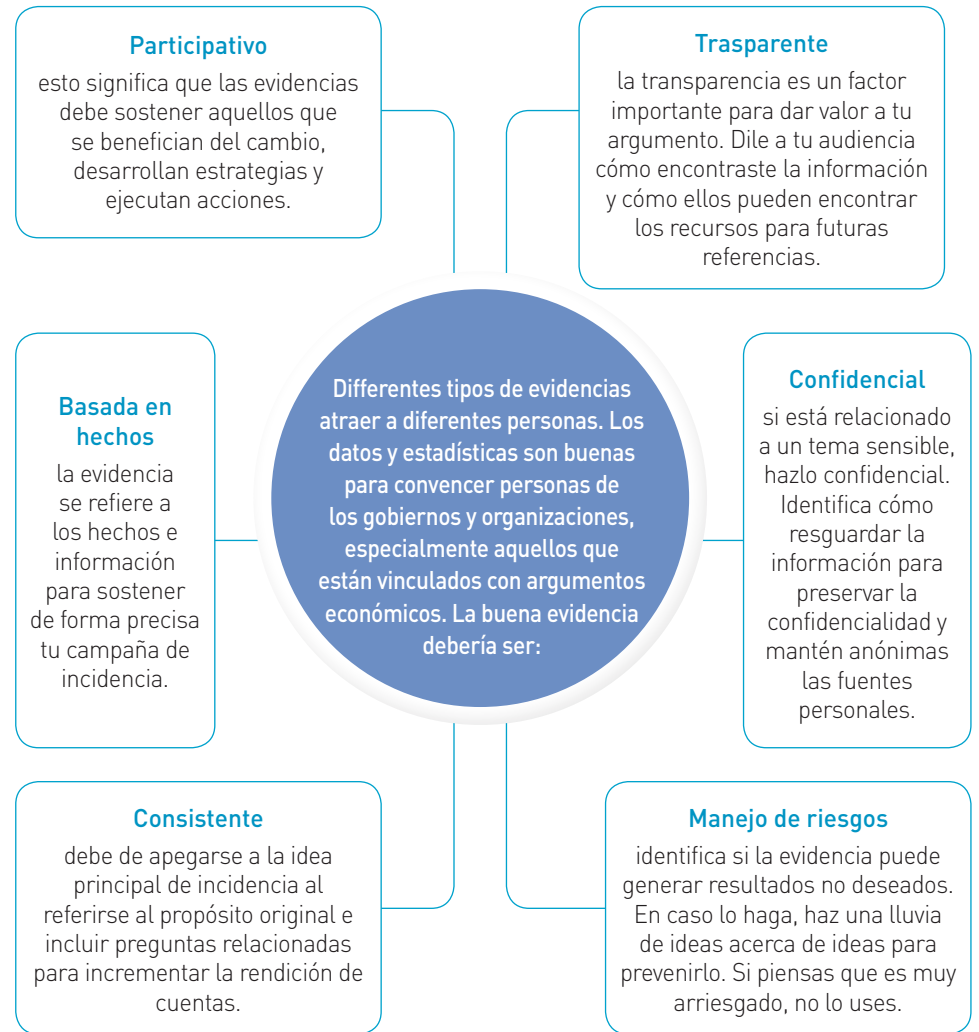 Participativo
esto significa que las evidencias
debe sostener aquellos que
se benefician del cambio,
desarrollan estrategias y
ejecutan acciones.
Trasparente
la transparencia es un factor
importante para dar valor a tu
argumento. Dile a tu audiencia
cómo encontraste la información
y cómo ellos pueden encontrar
los recursos para futuras
referencias.
Basada en
hechos
la evidencia
se refiere a
los hechos e
información
para sostener
de forma precisa
tu campaña de
incidencia.
Differentes tipos de evidencias
atraer a diferentes personas. Los
datos y estadísticas son buenas
para convencer personas de
los gobiernos y organizaciones,
especialmente aquellos que
están vinculados con argumentos
económicos. La buena evidencia
debería ser:
Confidencial
si está relacionado
a un tema sensible,
hazlo confidencial.
Identifica cómo
resguardar la
información para
preservar la
confidencialidad y
mantén anónimas
las fuentes
personales.
Consistente
debe de apegarse a la idea
principal de incidencia al
referirse al propósito original e
incluir preguntas relacionadas
para incrementar la rendición de
cuentas.
Manejo de riesgos
identifica si la evidencia puede
generar resultados no deseados.
En caso lo haga, haz una lluvia
de ideas acerca de ideas para
prevenirlo. Si piensas que es muy
arriesgado, no lo uses.